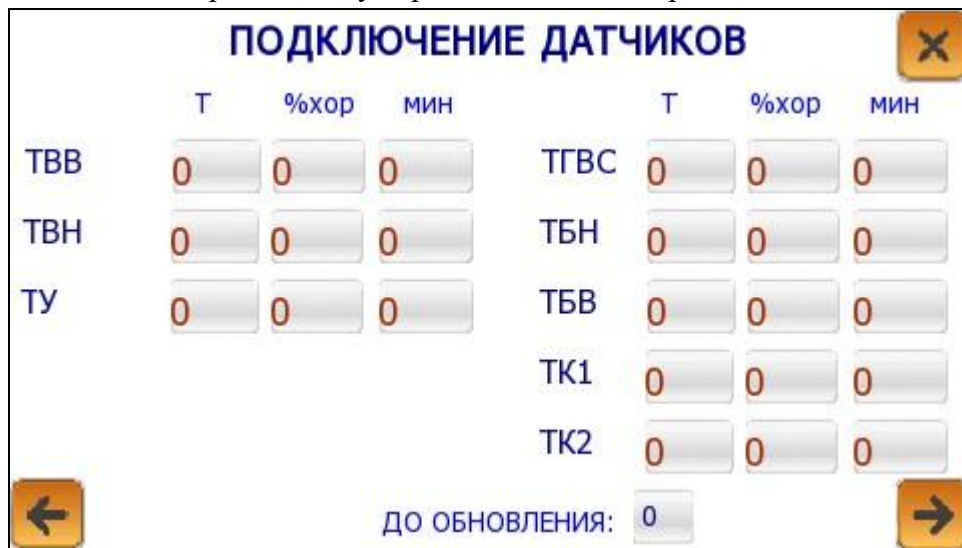 ПОДКЛЮЧЕНИЕ ДАТЧИКОВ
Т %хор мин Т %хор мин
ТВВ 0 0 0 ТГВС 0 0 0
ТВН 0 0 0 ТБН 0 0 0
ТУ 0 0 0 ТБВ 0 0 0
ТК1 0 0 0
ТК2 0 0 0
ДО ОБНОВЛЕНИЯ: 0